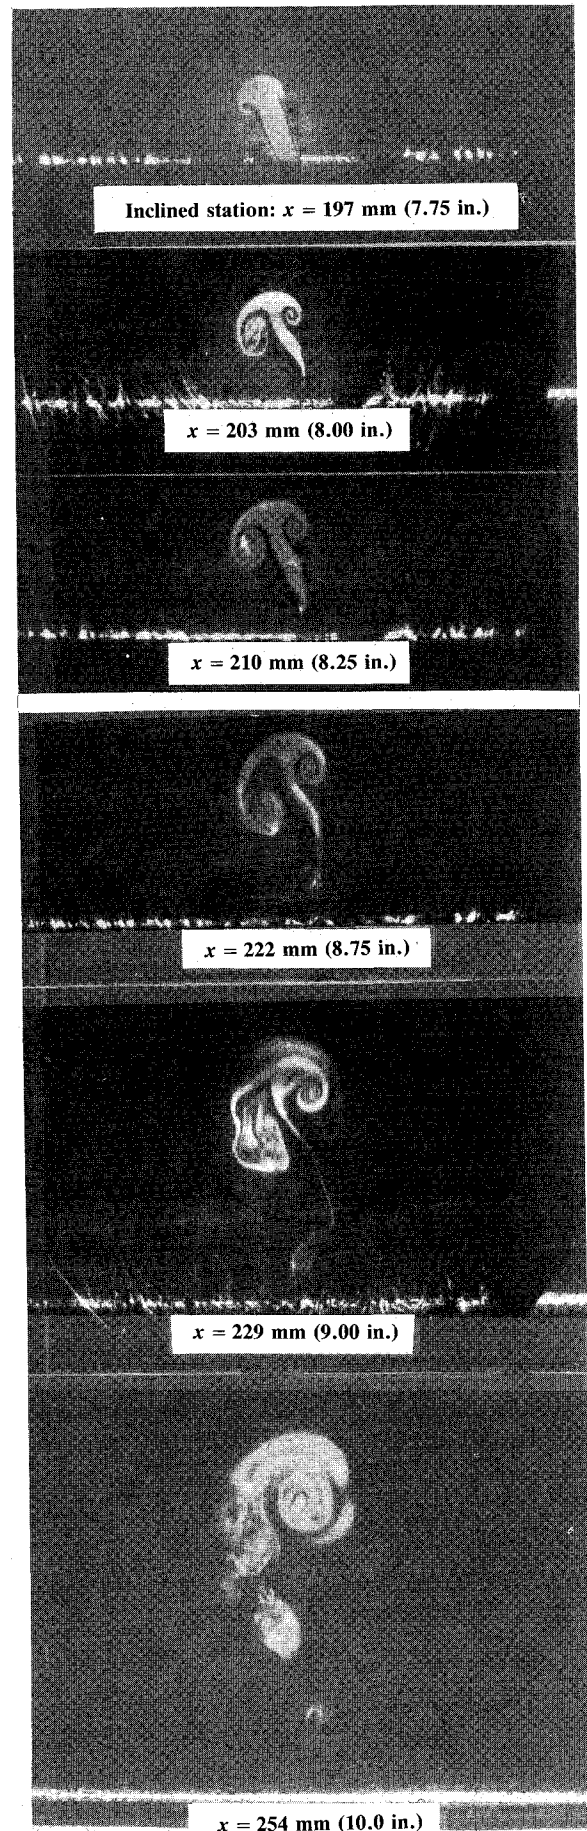 Inclined station: x = 197 mm (7.75 in.)
x = 203 mm (8.00 in.)
x = 210 mm (8.25 in.)
x = 222 mm (8.75 in.)
x = 229 mm (9.00 in.)
x = 254 mm (10.0 in.)